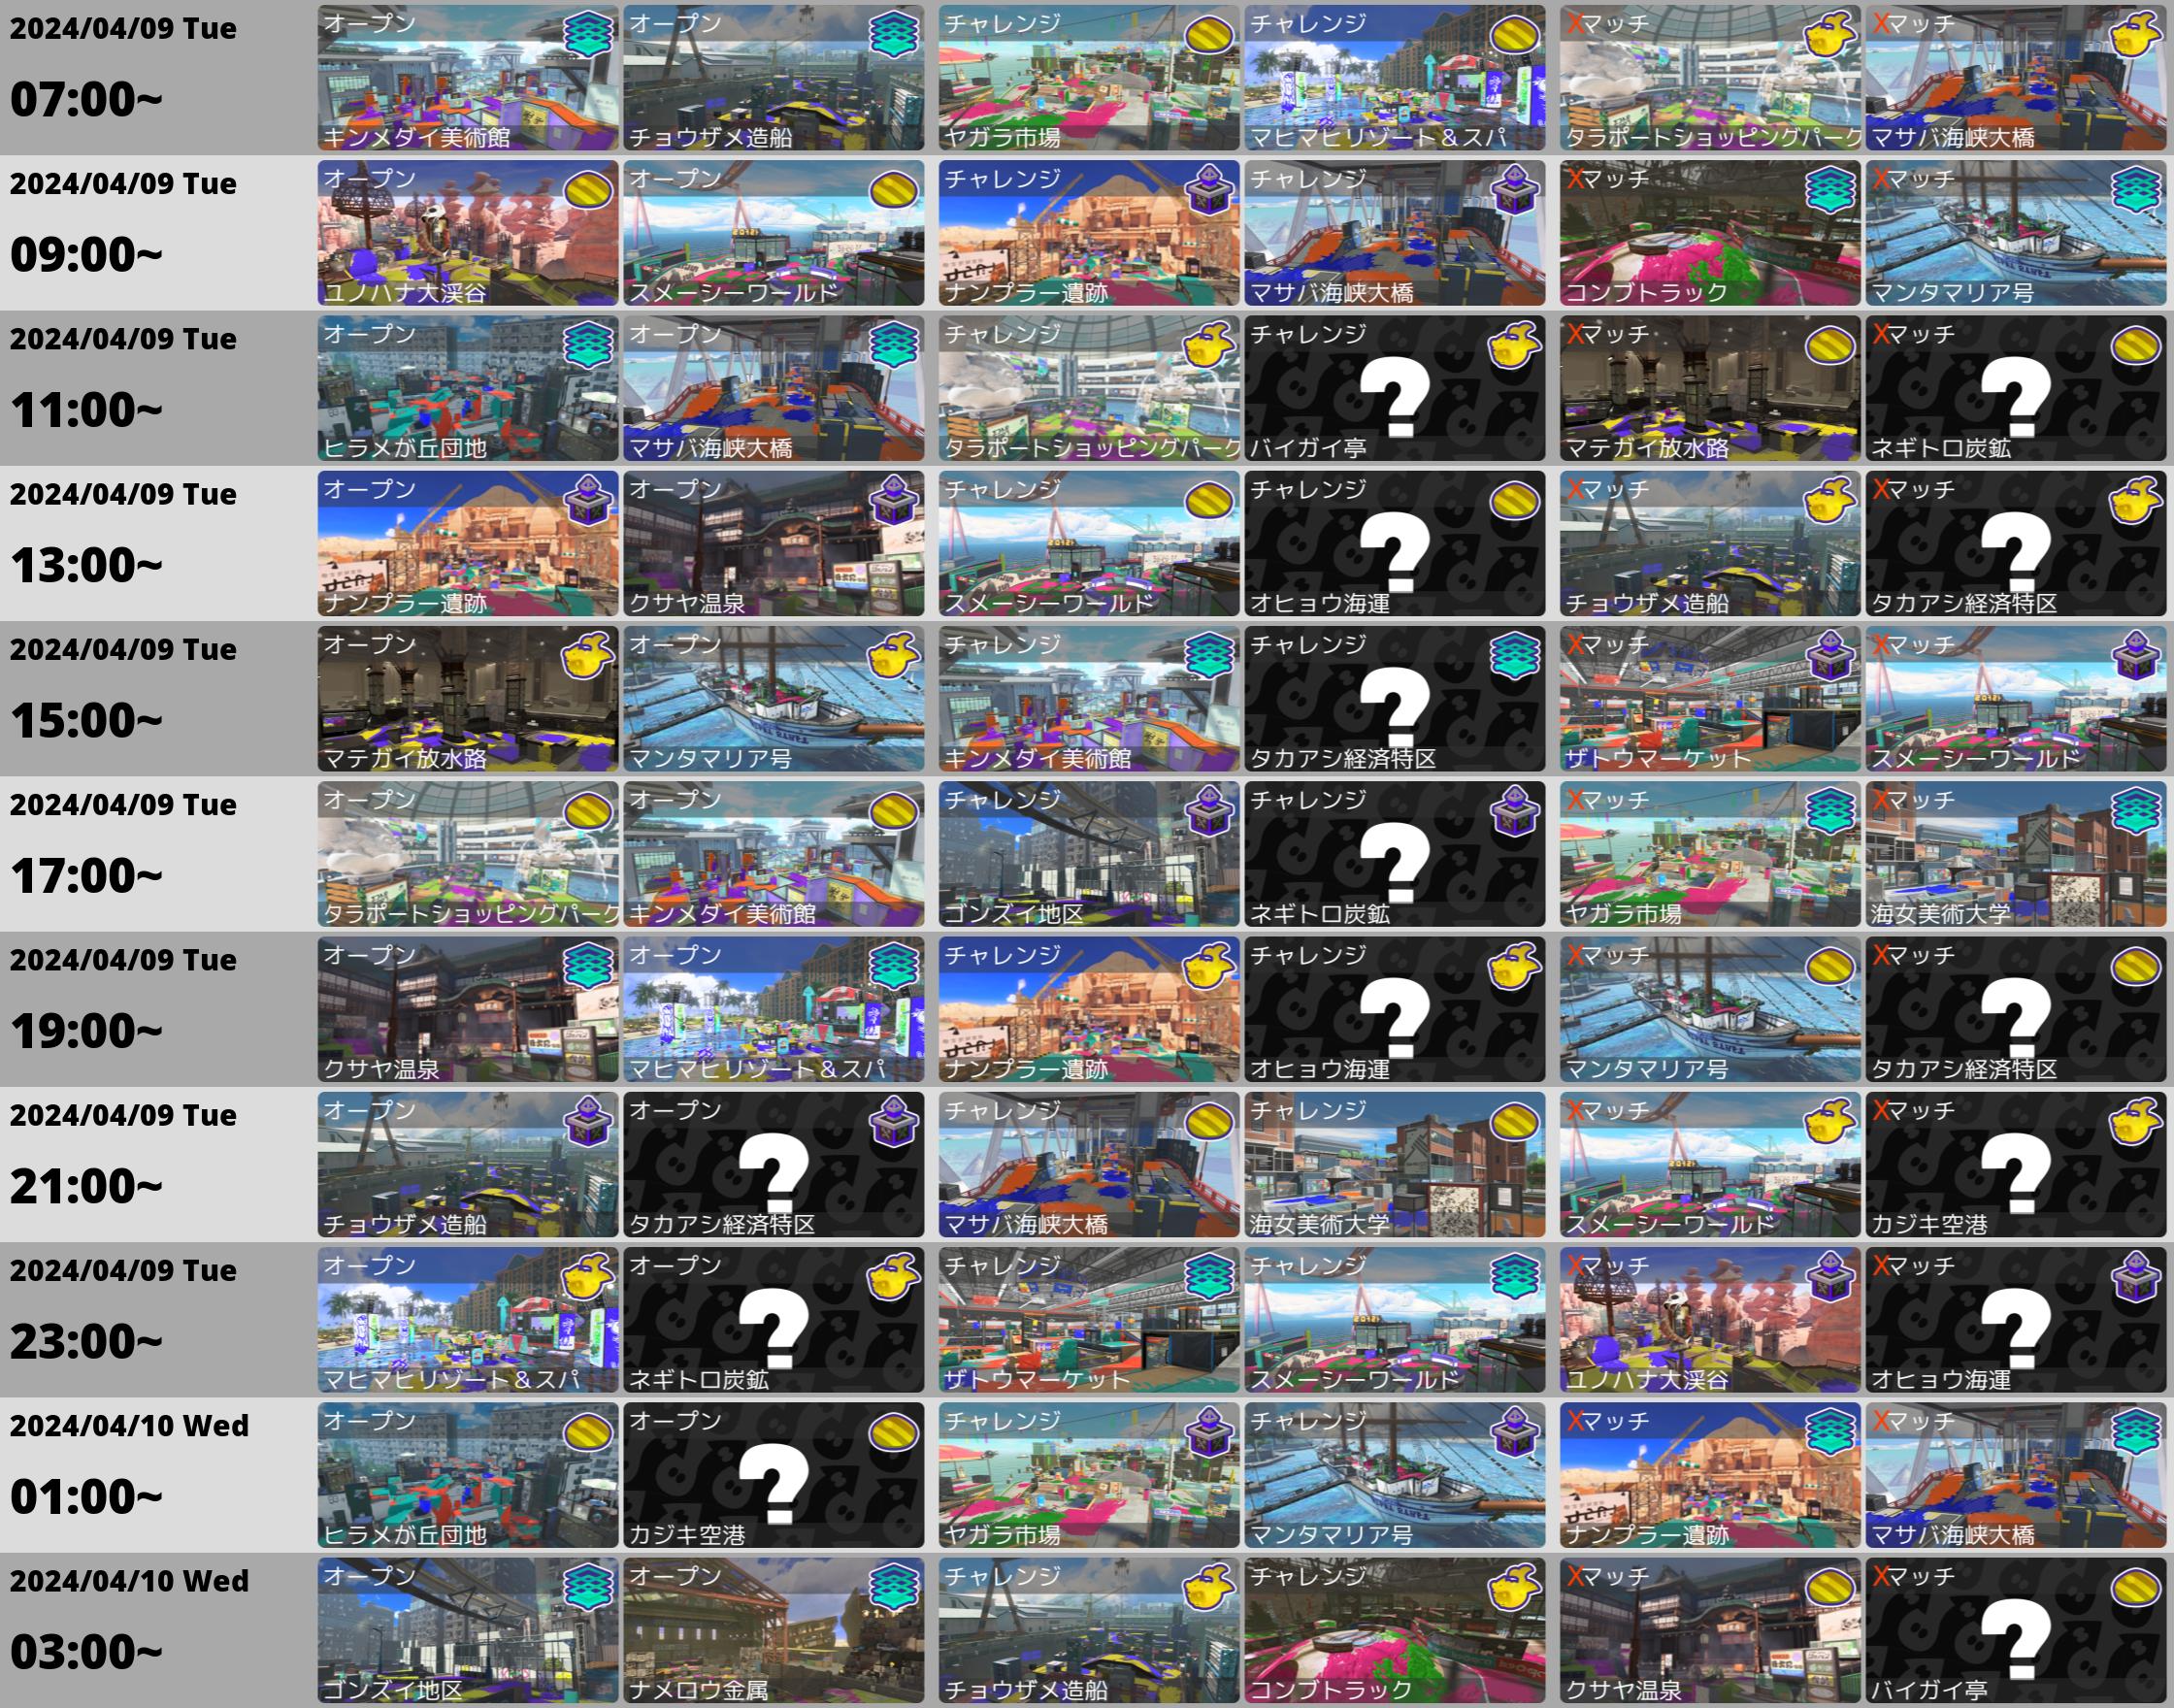 2024/04/09 Tue
07:00~
オープン
キンメダイ美術館
オープン
チョウザメ造船
チャレンジ
ヤガラ市場
チャレンジ
マヒマヒリゾート＆スパ
Xマッチ
タラポートショッピングパーク
Xマッチ
マサバ海峡大橋
2024/04/09 Tue
09:00~
オープン
ユノハナ大渓谷
オープン
スメーシーワールド
チャレンジ
ナンプラー遺跡
チャレンジ
マサバ海峡大橋
Xマッチ
コンブトラック
Xマッチ
マンタマリア号
2024/04/09 Tue
11:00~
オープン
ヒラメが丘団地
オープン
マサバ海峡大橋
チャレンジ
タラポートショッピングパーク
チャレンジ
?
バイガイ亭
Xマッチ
マテガイ放水路
Xマッチ
?
ネギトロ炭鉱
2024/04/09 Tue
13:00~
オープン
ナンプラー遺跡
オープン
クサヤ温泉
チャレンジ
スメーシーワールド
チャレンジ
?
オヒョウ海運
Xマッチ
チョウザメ造船
Xマッチ
?
タカアシ経済特区
2024/04/09 Tue
15:00~
オープン
マテガイ放水路
オープン
マンタマリア号
チャレンジ
キンメダイ美術館
チャレンジ
?
タカアシ経済特区
Xマッチ
ザトウマーケット
Xマッチ
スメーシーワールド
2024/04/09 Tue
17:00~
オープン
タラポートショッピングパーク
オープン
キンメダイ美術館
チャレンジ
ゴンズイ地区
チャレンジ
?
ネギトロ炭鉱
Xマッチ
ヤガラ市場
Xマッチ
海女美術大学
2024/04/09 Tue
19:00~
オープン
クサヤ温泉
オープン
マヒマヒリゾート＆スパ
チャレンジ
ナンプラー遺跡
チャレンジ
?
オヒョウ海運
Xマッチ
マンタマリア号
Xマッチ
?
タカアシ経済特区
2024/04/09 Tue
21:00~
オープン
チョウザメ造船
オープン
?
タカアシ経済特区
チャレンジ
マサバ海峡大橋
チャレンジ
海女美術大学
Xマッチ
スメーシーワールド
Xマッチ
?
カジキ空港
2024/04/09 Tue
23:00~
オープン
マヒマヒリゾート＆スパ
オープン
?
ネギトロ炭鉱
チャレンジ
ザトウマーケット
チャレンジ
スメーシーワールド
Xマッチ
ユノハナ大渓谷
Xマッチ
?
オヒョウ海運
2024/04/10 Wed
01:00~
オープン
ヒラメが丘団地
オープン
?
カジキ空港
チャレンジ
ヤガラ市場
チャレンジ
マンタマリア号
Xマッチ
ナンプラー遺跡
Xマッチ
マサバ海峡大橋
2024/04/10 Wed
03:00~
オープン
ゴンズイ地区
オープン
ナメロウ金属
チャレンジ
チョウザメ造船
チャレンジ
コンブトラック
Xマッチ
クサヤ温泉
Xマッチ
?
バイガイ亭